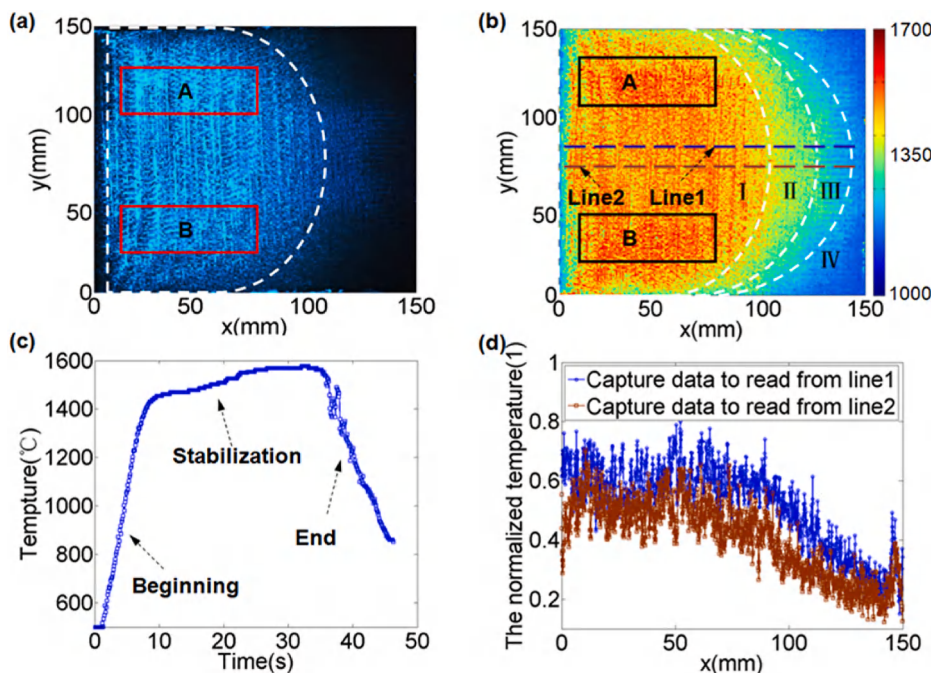 (a)
150
100
50
0
y(mm)
A
B
0
50
100
150
x(mm)
(b)
150
100
50
0
y(mm)
A
B
Line2
Line1
I
II
III
IV
0
50
100
150
x(mm)
1700
1350
1000
(c)
1600
1400
1200
1000
800
600
Tempture(℃)
Stabilization
End
Beginning
0
10
20
30
40
50
Time(s)
(d)
1
0.8
0.6
0.4
0.2
The normalized temperature(1)
Capture data to read from line1
Capture data to read from line2
0
50
100
150
x(mm)